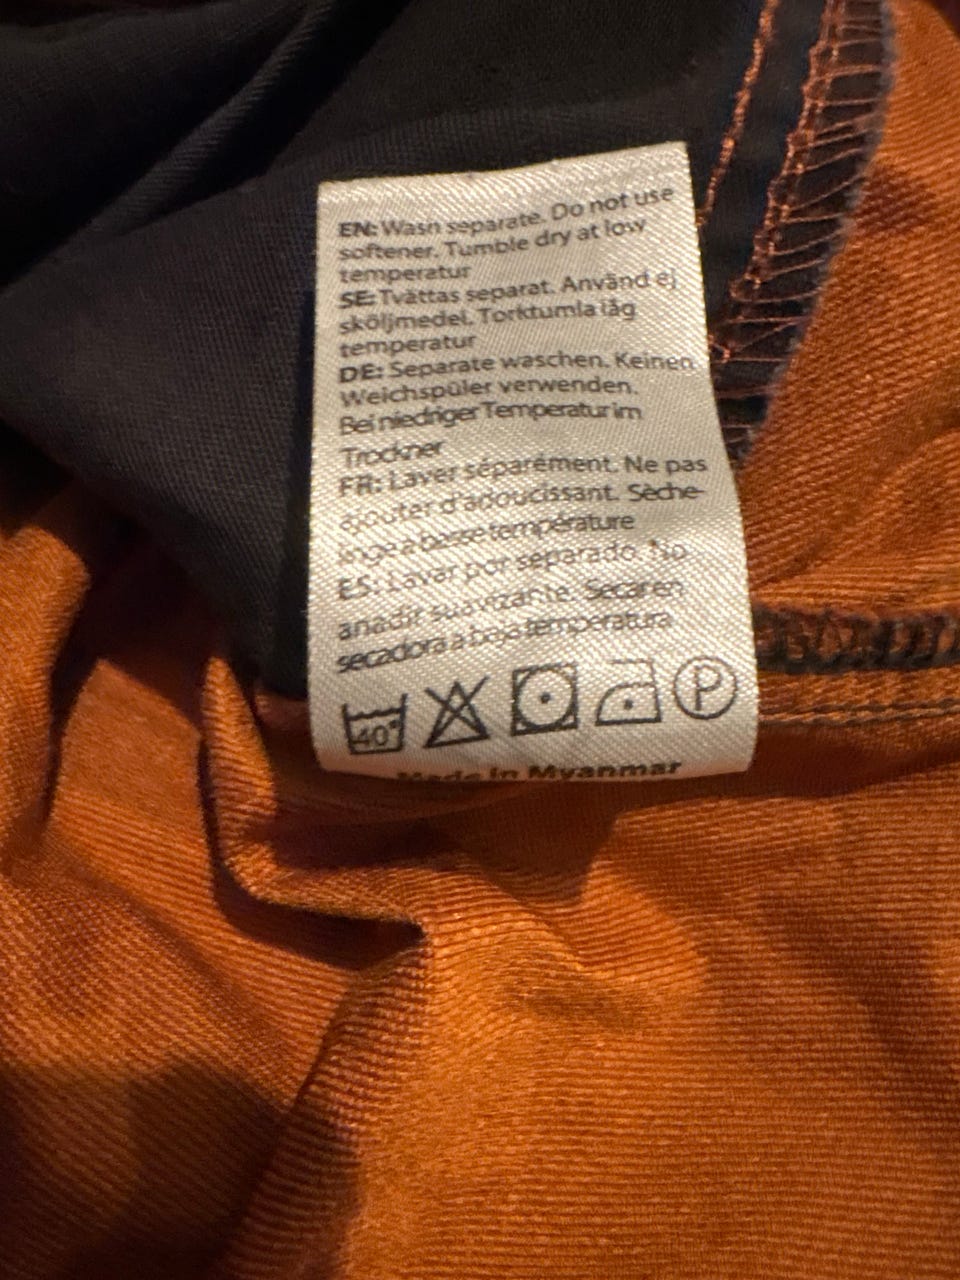 EN: Wash separate. Do not use
softener. Tumble dry at low
temperatur
SE: Tvättas separat. Använd ej
sköljmedel. Torktumla låg
temperatur
DE: Separate waschen. Keinen
Weichspüler verwenden.
Bei niedriger Temperatur im
Trockner
FR: Laver séparément. Ne pas
ajouter d'adoucissant. Sèche-
linge a basse température
ES: Lavar por separado. No
anadir suavizante. Secar en
secadora a baja temperatura
40° P
Made in Myanmar